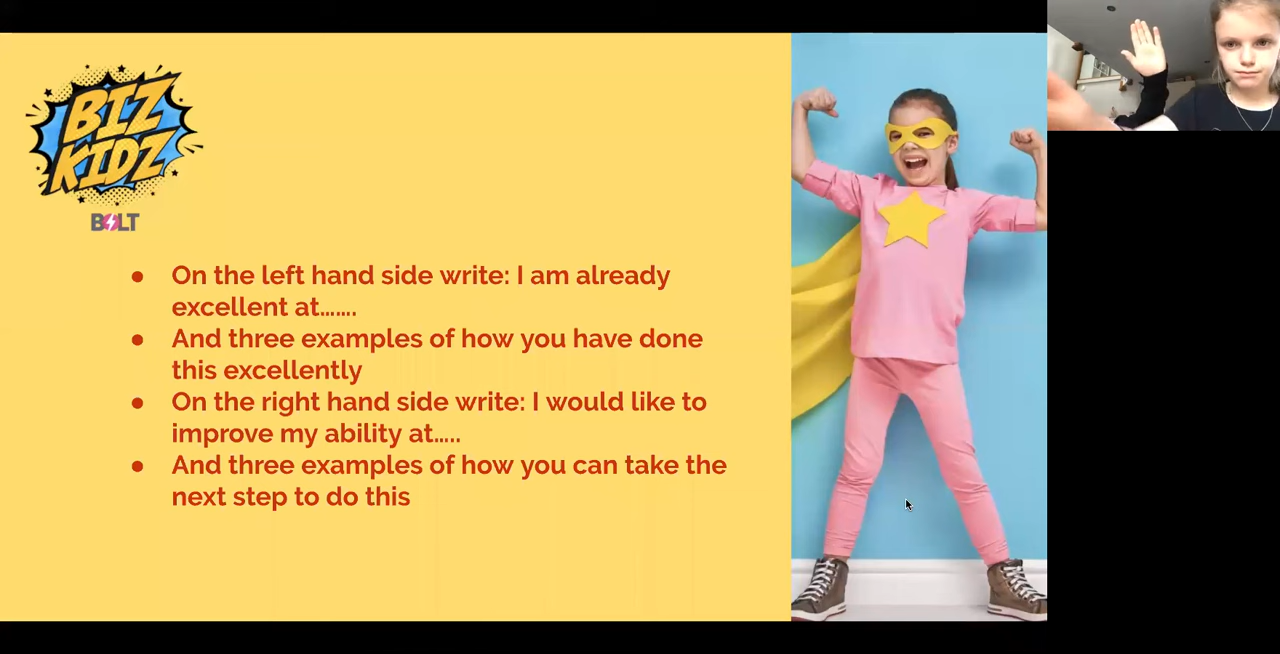 BIZ
KIDZ
BOLT
● On the left hand side write: I am already
excellent at.......
● And three examples of how you have done
this excellently
● On the right hand side write: I would like to
improve my ability at.....
● And three examples of how you can take the
next step to do this